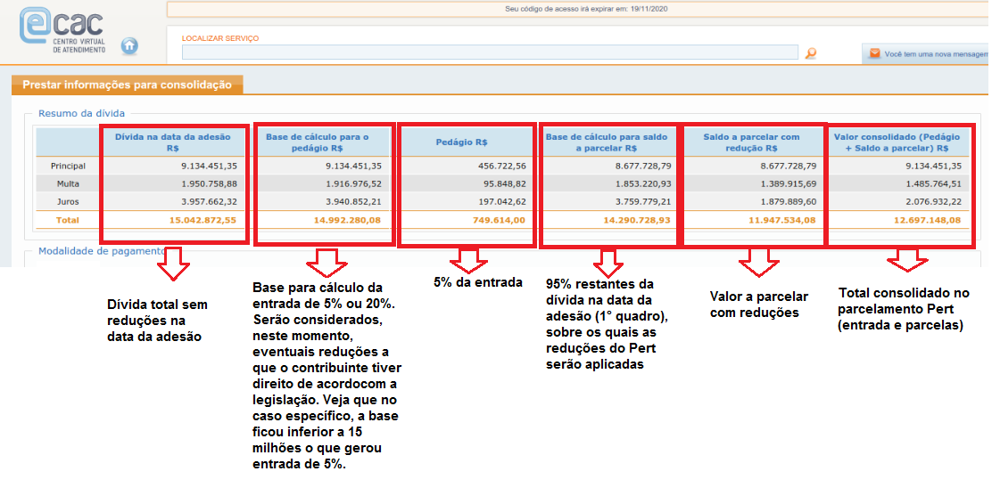 Seu código de acesso irá expirar em: 19/11/2020
ecac
CENTRO VIRTUAL
DE ATENDIMENTO
LOCALIZAR SERVIÇO
Você tem uma nova mensagem
Prestar informações para consolidação
Resumo da dívida
Dívida na data da adesão R$ Base de cálculo para o pedágio R$ Pedágio R$ Base de cálculo para saldo a parcelar R$ Saldo a parcelar com redução R$ Valor consolidado (Pedágio + Saldo a parcelar) R$
Principal 9.134.451,35 9.134.451,35 456.722,56 8.677.728,79 8.677.728,79 9.134.451,35
Multa 1.950.758,88 1.916.976,52 95.848,82 1.853.220,93 1.389.915,69 1.485.764,51
Juros 3.957.662,32 3.940.852,21 197.042,62 3.759.779,21 1.879.889,60 2.076.932,22
Total 15.042.872,55 14.992.280,08 749.614,00 14.290.728,93 11.947.534,08 12.697.148,08
Modalidade de pagamento
Dívida total sem
reduções na
data da adesão
Base para cálculo da
entrada de 5% ou 20%.
Serão considerados,
neste momento,
eventuais reduções a
que o contribuinte tiver
direito de acordocom a
legislação. Veja que no
caso específico, a base
ficou inferior a 15
milhões o que gerou
entrada de 5%.
5% da entrada
95% restantes da
dívida na data da
adesão (1° quadro),
sobre os quais as
reduções do Pert
serão aplicadas
Valor a parcelar
com reduções
Total consolidado no
parcelamento Pert
(entrada e parcelas)